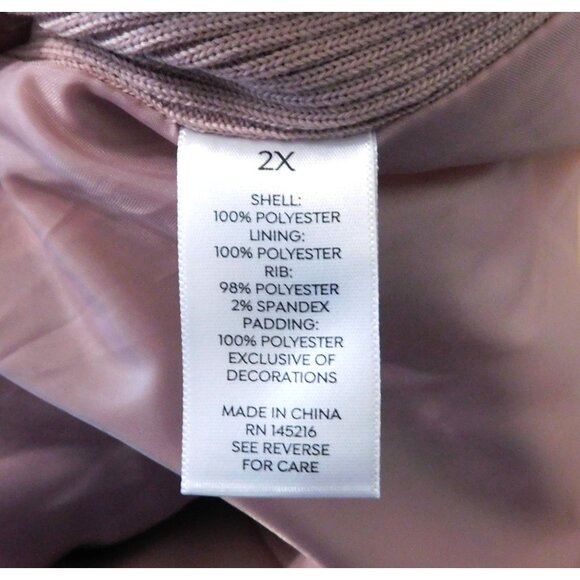 2X
SHELL:
100% POLYESTER
LINING:
100% POLYESTER
RIB:
98% POLYESTER
2% SPANDEX
PADDING:
100% POLYESTER
EXCLUSIVE OF
DECORATIONS
MADE IN CHINA
RN 145216
SEE REVERSE
FOR CARE